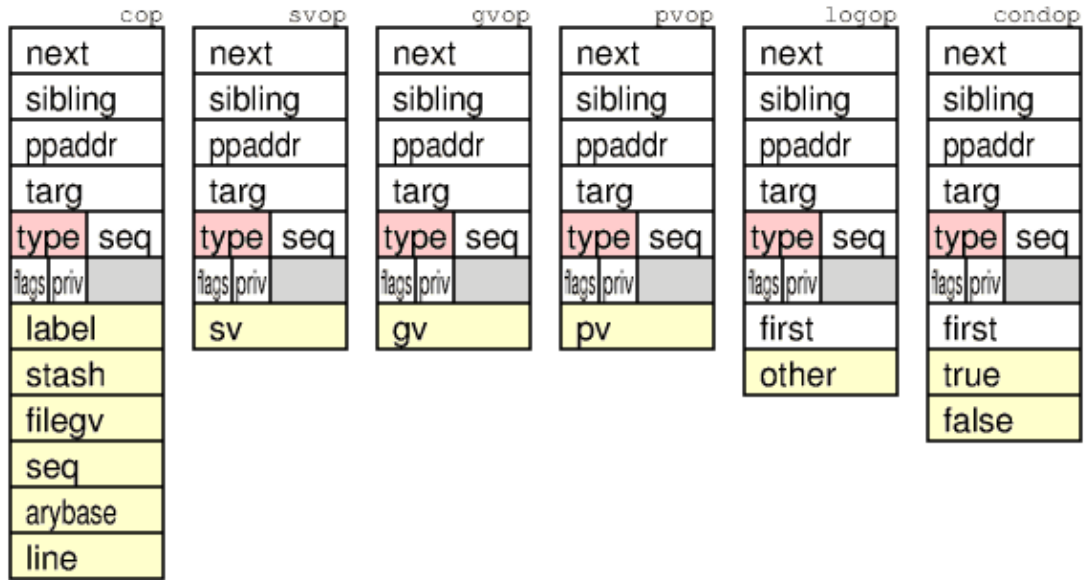 cop svop gvop pvop logop condop
next next next next next next
sibling sibling sibling sibling sibling sibling
ppaddr ppaddr ppaddr ppaddr ppaddr ppaddr
targ targ targ targ targ targ
type seq type seq type seq type seq type seq type seq
flags priv flags priv flags priv flags priv flags priv flags priv
label sv gv pv first first
stash other true
filegv false
seq
arybase
line